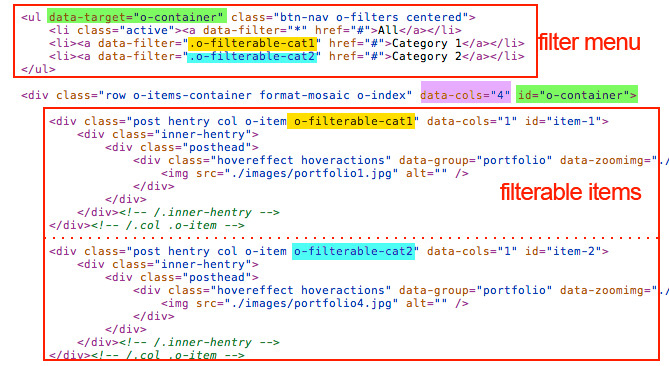 <ul data-target="o-container" class="btn-nav o-filters centered">
<li class="active"><a data-filter="*" href="#">All</a></li>
<li><a data-filter=".o-filterable-cat1" href="#">Category 1</a></li>
<li><a data-filter=".o-filterable-cat2" href="#">Category 2</a></li>
</ul>
filter menu
<div class="row o-items-container format-mosaic o-index" data-cols="4" id="o-container">
<div class="post hentry col o-item o-filterable-cat1" data-cols="1" id="item-1">
<div class="inner-hentry">
<div class="posthead">
<div class="hovereffect hoveractions" data-group="portfolio" data-zoomimg="./
<img src="./images/portfolio1.jpg" alt="" />
</div>
</div>
</div><!-- /.inner-hentry -->
</div><!-- /.col .o-item -->
filterable items
<div class="post hentry col o-item o-filterable-cat2" data-cols="1" id="item-2">
<div class="inner-hentry">
<div class="posthead">
<div class="hovereffect hoveractions" data-group="portfolio" data-zoomimg="./
<img src="./images/portfolio4.jpg" alt="" />
</div>
</div>
</div><!-- /.inner-hentry -->
</div><!-- /.col .o-item -->